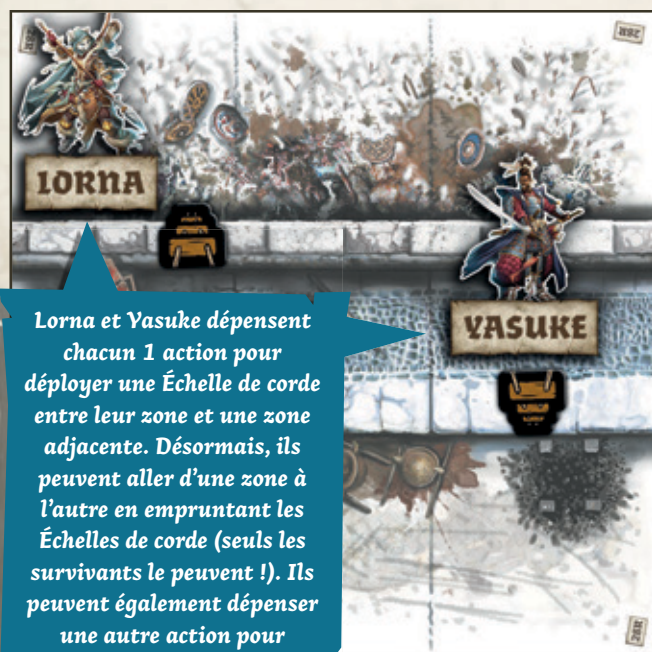 28R
LORNA
YASUKE
Lorna et Yasuke dépensent
chacun 1 action pour
déployer une Échelle de corde
entre leur zone et une zone
adjacente. Désormais, ils
peuvent aller d’une zone à
l’autre en empruntant les
Échelles de corde (seuls les
survivants le peuvent !). Ils
peuvent également dépenser
une autre action pour
28R